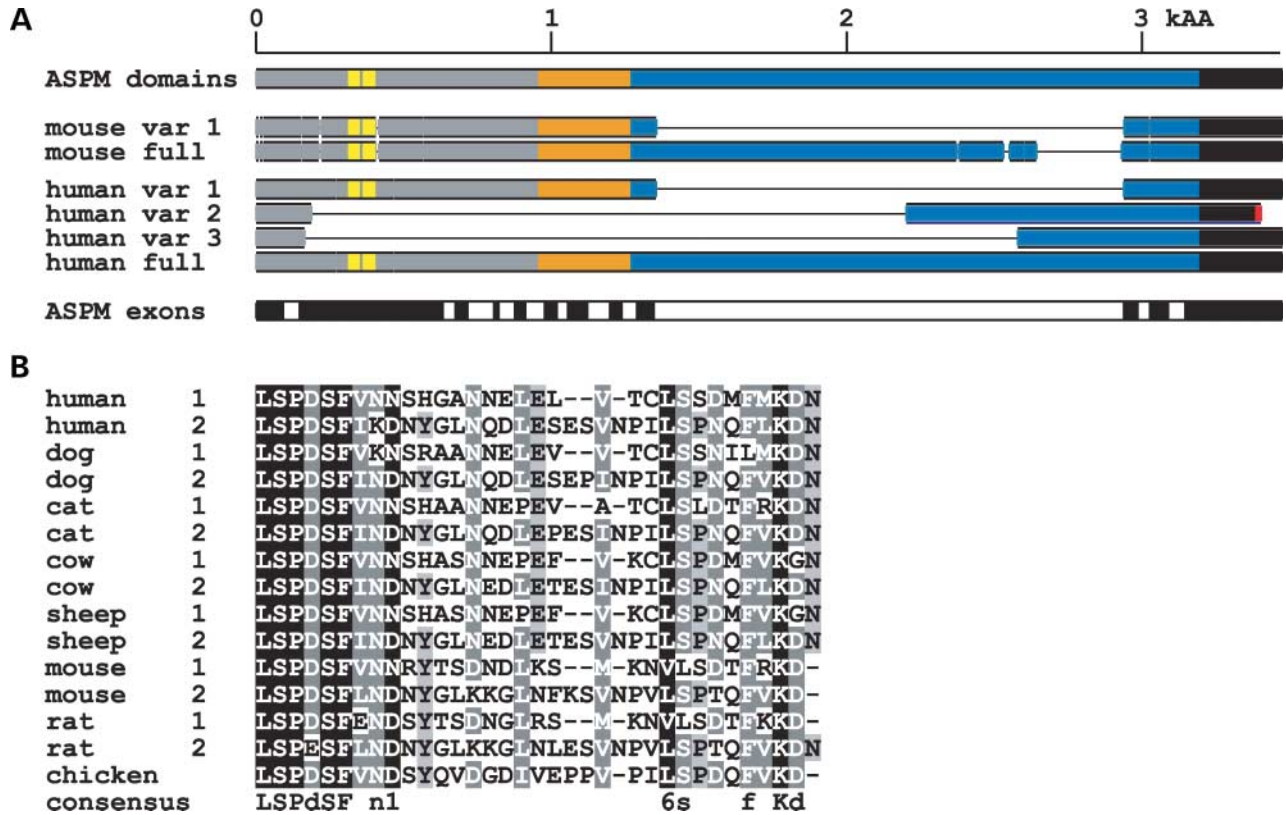 A
0 1 2 3 kAA
ASPM domains
mouse var 1
mouse full
human var 1
human var 2
human var 3
human full
ASPM exons
B
human 1 LSPDSFVNNSHGANNELEL--V-TCLSSDMFMKDN
human 2 LSPDSFIKDNYGLNQDLESESVNPILSPNQFLKDN
dog 1 LSPDSFVKNSRAANNELEV--V-TCLSSNILMKDN
dog 2 LSPDSFINDNYGLNQDLESEPINPILSPNQFVKDN
cat 1 LSPDSFVNNSHAANNEPEV--A-TCLSLDTFRKDN
cat 2 LSPDSFINDNYGLNQDLEPESINPILSPNQFVKDN
cow 1 LSPDSFVNNSHASNNEPEF--V-KCLSPDMFVKGN
cow 2 LSPDSFINDNYGLNEDLETESINPILSPNQFLKDN
sheep 1 LSPDSFVNNSHASNNEPEF--V-KCLSPDMFVKGN
sheep 2 LSPDSFINDNYGLNEDLETESVNPILSPNQFLKDN
mouse 1 LSPDSFVNNRYTSDNDLKS--M-KNVLSDTFRKD-
mouse 2 LSPDSFLNDNYGLKKGLNFKSVNPVLSPTQFVKD-
rat 1 LSPDSFENDSYTSDNGLRS--M-KNVLSDTFKKD-
rat 2 LSPESFLNDNYGLKKGLNLESVNPVLSPTQFVKDN
chicken LSPDSFVNDSYQVDGDIVEPPV-PILSPDQFVKD-
consensus LSPdSF n1 6s f Kd